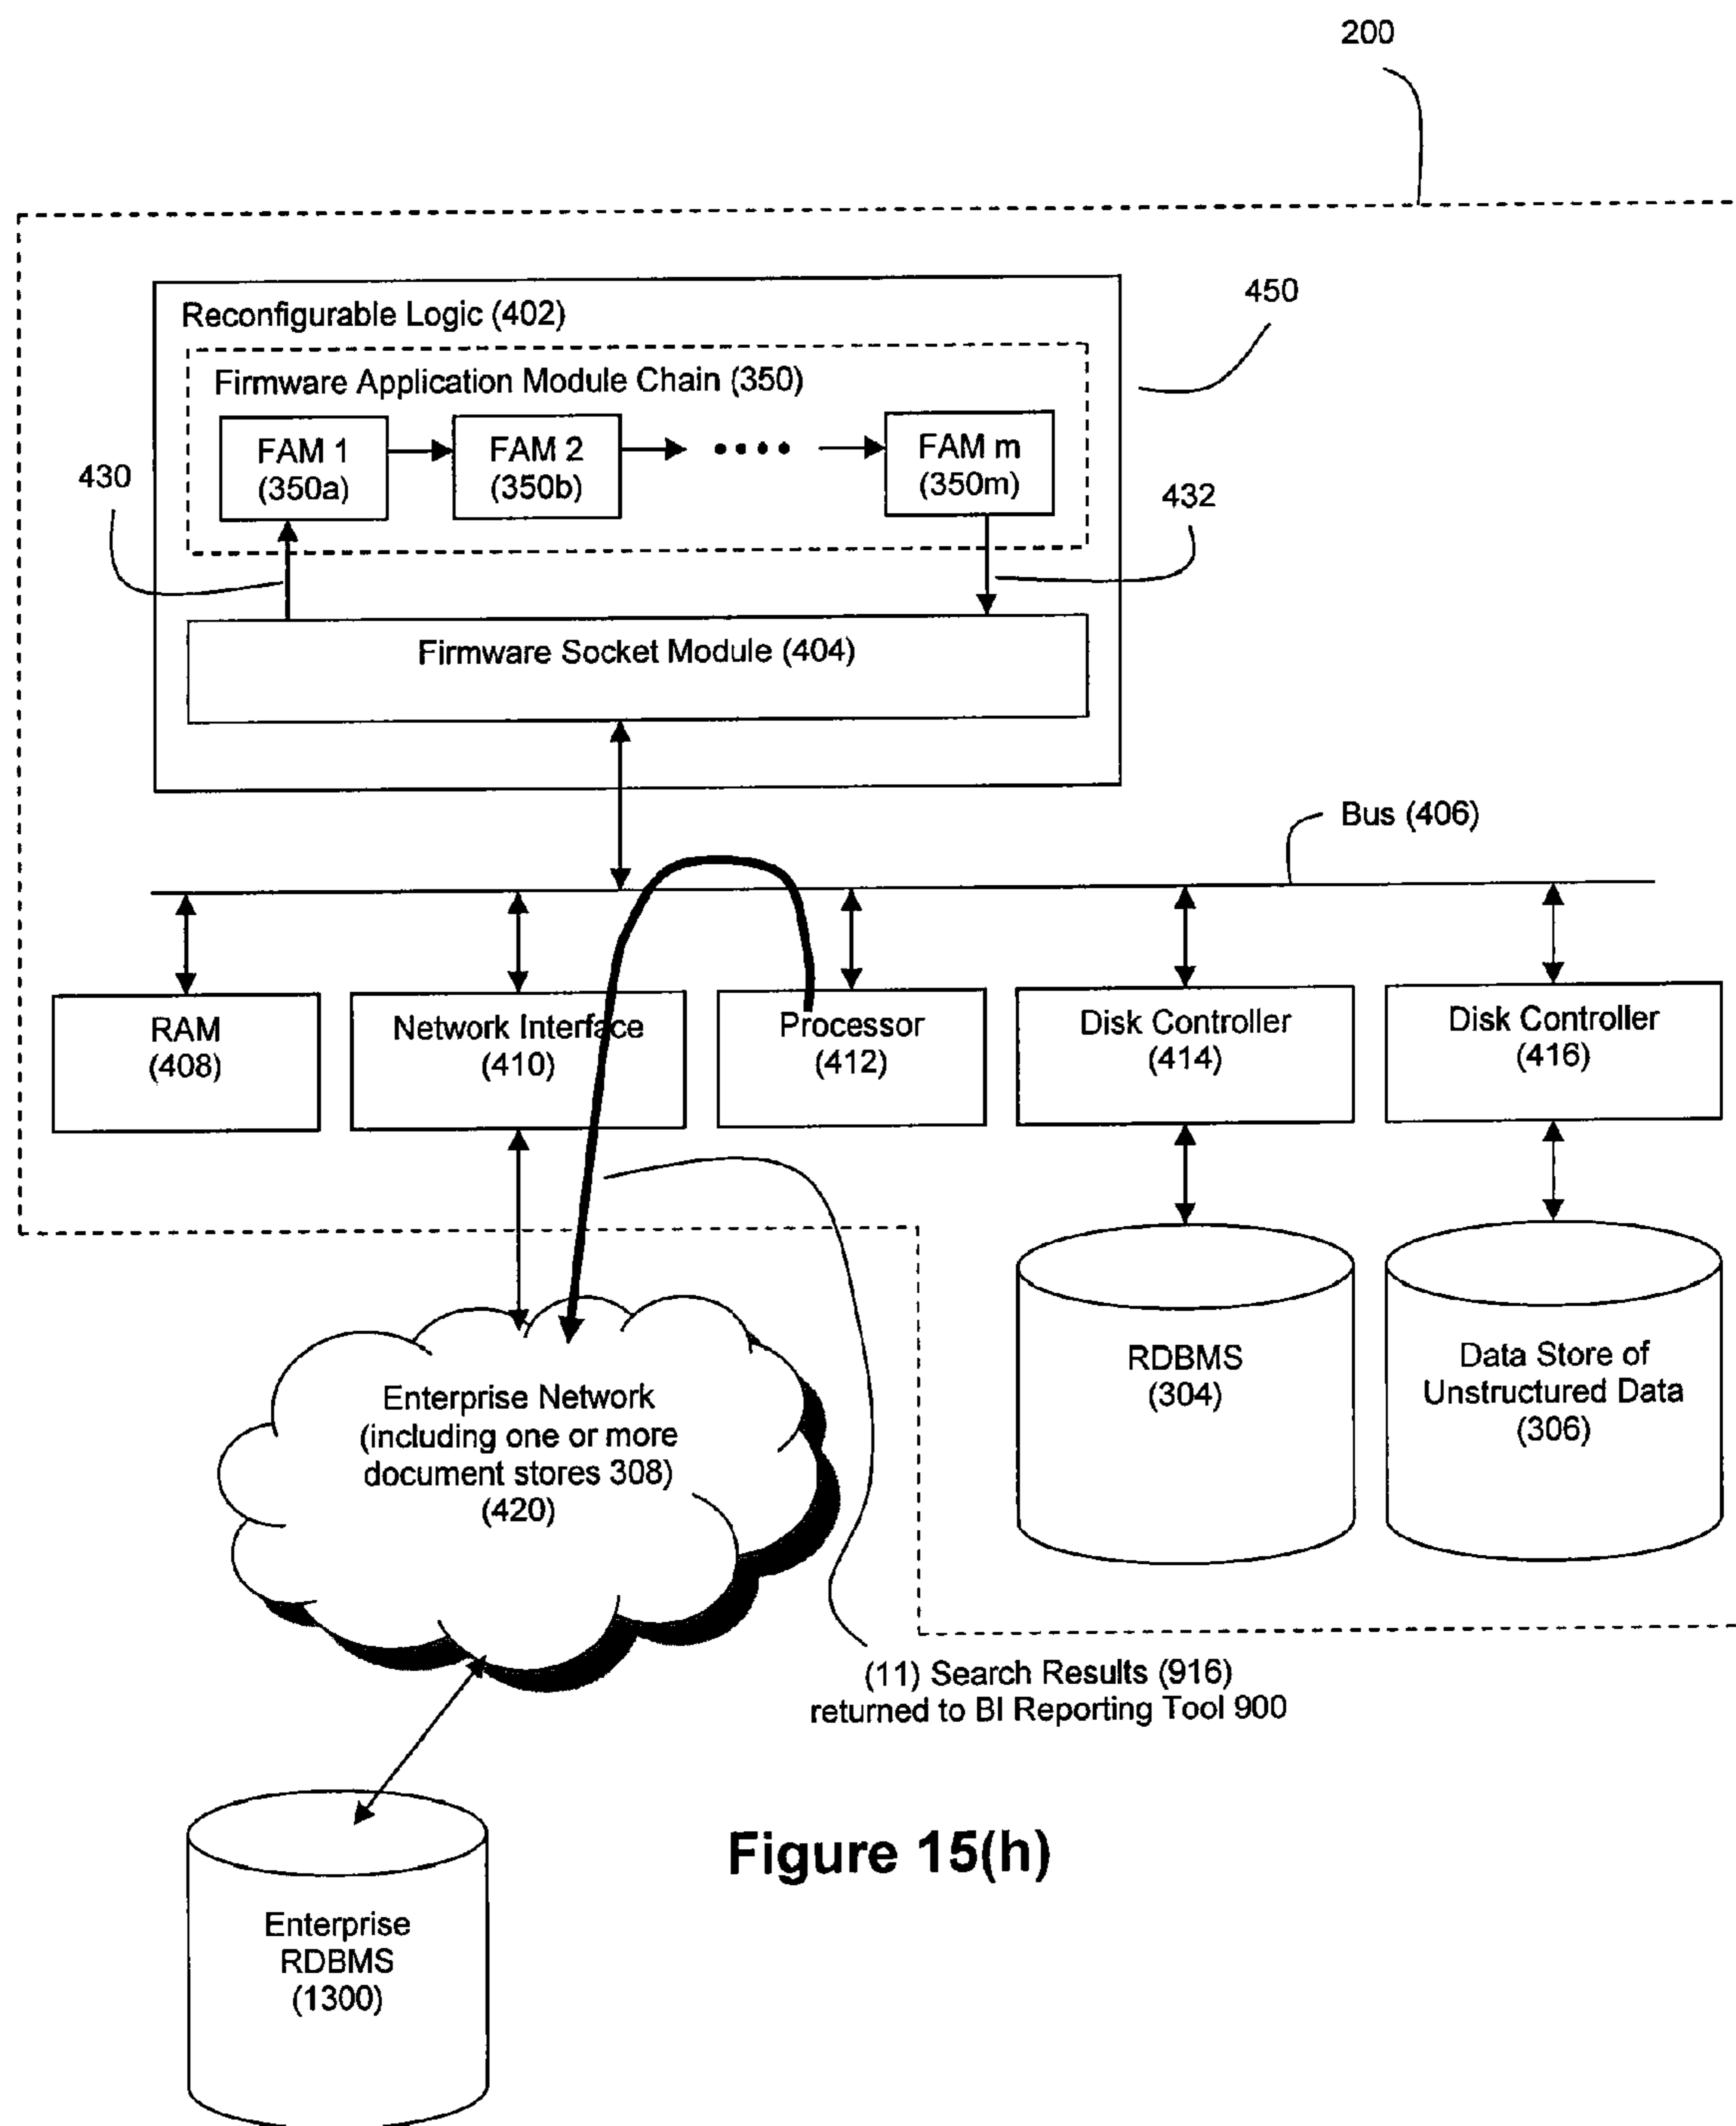 200
Reconfigurable Logic (402)
450
Firmware Application Module Chain (350)
FAM 1
(350a)
FAM 2
(350b)
••••
FAM m
(350m)
430
432
Firmware Socket Module (404)
Bus (406)
RAM
(408)
Network Interface
(410)
Processor
(412)
Disk Controller
(414)
Disk Controller
(416)
Enterprise Network
(including one or more
document stores 308)
(420)
RDBMS
(304)
Data Store of
Unstructured Data
(306)
(11) Search Results (916)
returned to BI Reporting Tool 900
Enterprise
RDBMS
(1300)
Figure 15(h)